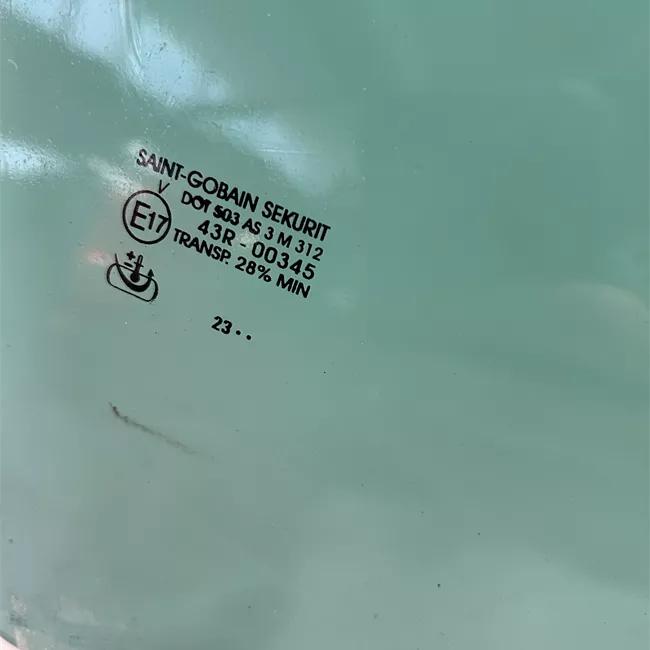 SAINT-GOBAIN SEKURIT
V
DOT 503 AS 3 M 312
E17
43R - 00345
TRANSP. 28% MIN
23 • •